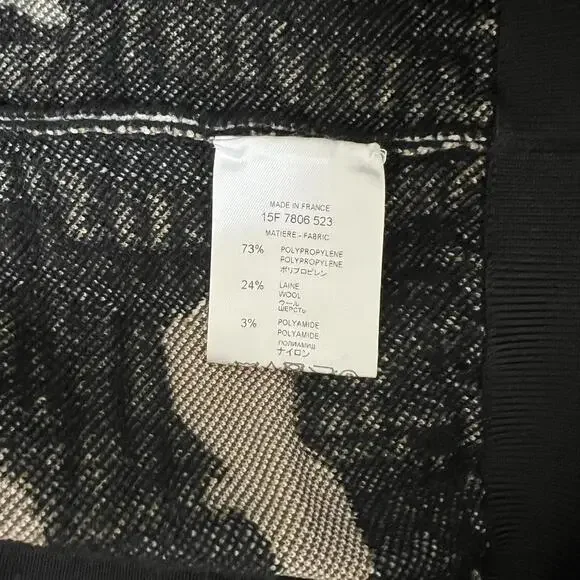 MADE IN FRANCE
15F 7806 523
MATIERE - FABRIC
73% POLYPROPYLENE
POLYPROPYLENE
ポリプロピレン
24% LAINE
WOOL
ウール
ШЕРСТЬ
3% POLYAMIDE
POLYAMIDE
ПОЛИАМИД
ナイロン